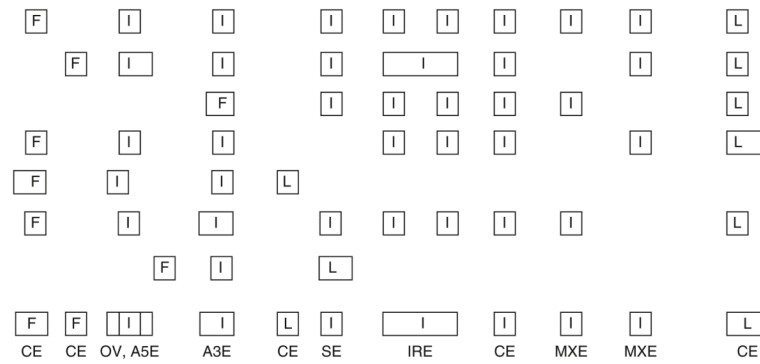 F I I I I I I I I L
F I I I I I I L
F I I I I I L
F I I I I I I L
F I I L
F I I I I I I I L
F I L
F F I I L I I I I I L
CE CE OV, A5E A3E CE SE IRE CE MXE MXE CE